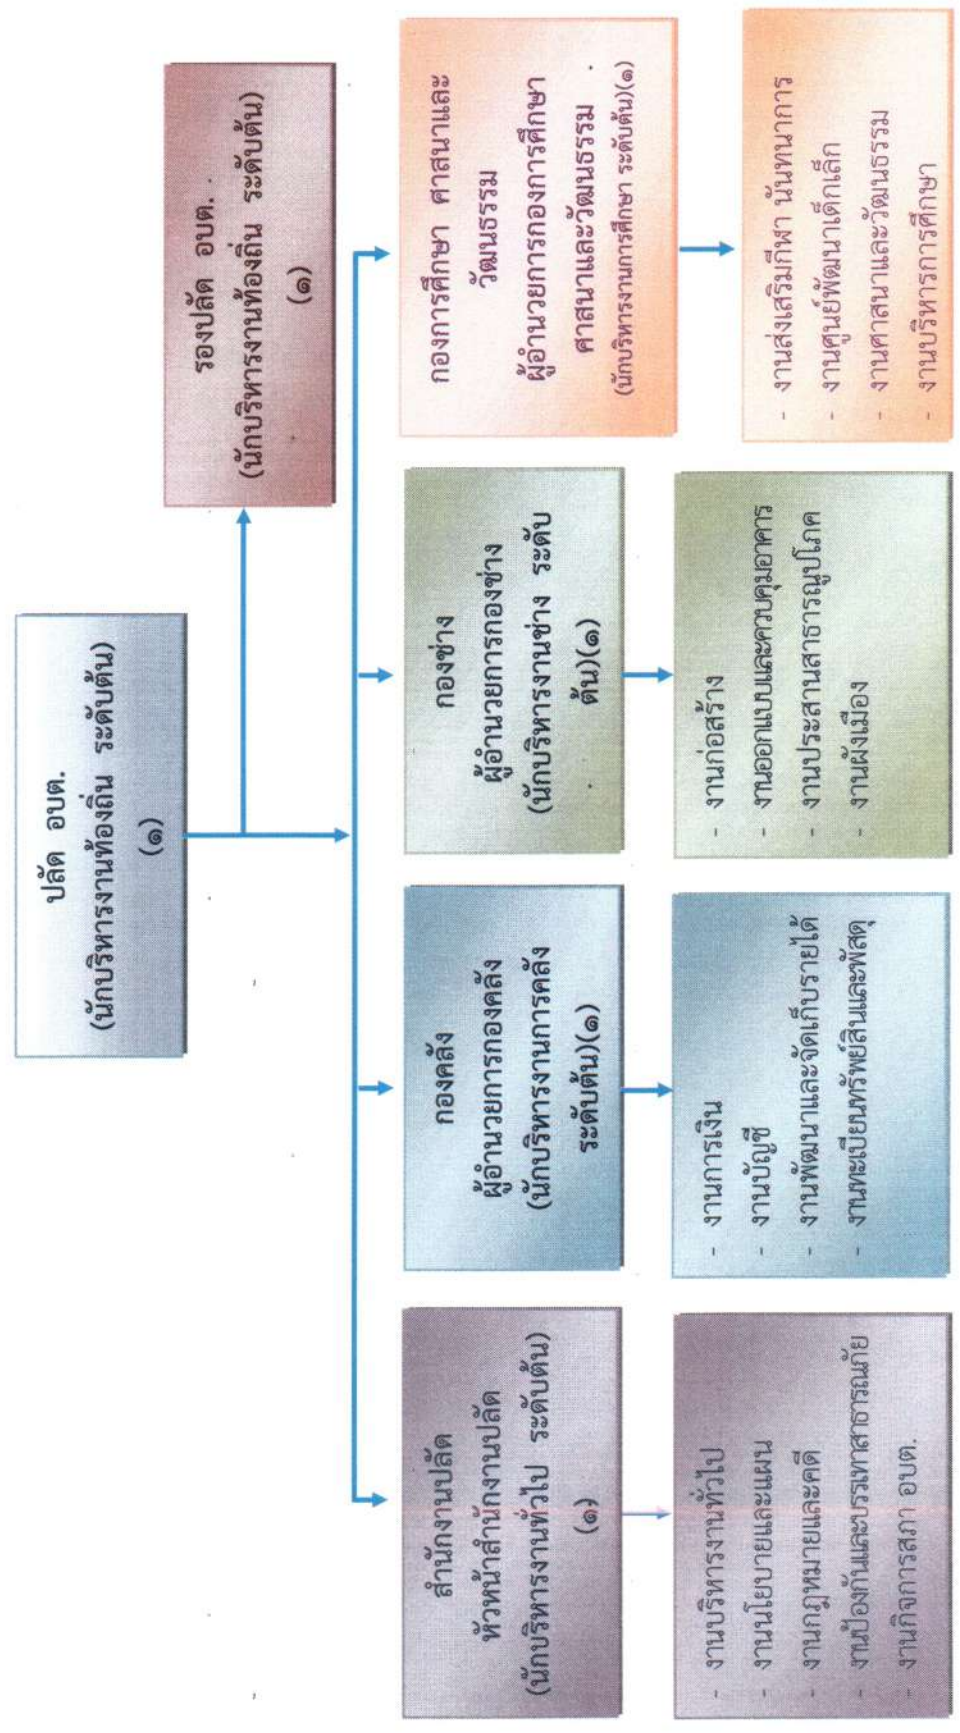 ปลัด อบต.
(นักบริหารงานท้องถิ่น ระดับต้น)
(๑)
รองปลัด อบต.
(นักบริหารงานท้องถิ่น ระดับต้น)
(๑)
สำนักงานปลัด
หัวหน้าสำนักงานปลัด
(นักบริหารงานทั่วไป ระดับต้น)
(๑)
กองคลัง
ผู้อำนวยการกองคลัง
(นักบริหารงานการคลัง
ระดับต้น)(๑)
กองช่าง
ผู้อำนวยการกองช่าง
(นักบริหารงานช่าง ระดับ
ต้น)(๑)
กองการศึกษา ศาสนาและ
วัฒนธรรม
ผู้อำนวยการกองการศึกษา
ศาสนาและวัฒนธรรม
(นักบริหารงานการศึกษา ระดับต้น)(๑)
- งานบริหารงานทั่วไป
- งานนโยบายและแผน
- งานกฎหมายและคดี
- งานป้องกันและบรรเทาสาธารณภัย
- งานกิจการสภา อบต.
- งานการเงิน
- งานบัญชี
- งานพัฒนาและจัดเก็บรายได้
- งานทะเบียนทรัพย์สินและพัสดุ
- งานก่อสร้าง
- งานออกแบบและควบคุมอาคาร
- งานประสานสาธารณูปโภค
- งานผังเมือง
- งานส่งเสริมกีฬา นันทนาการ
- งานศูนย์พัฒนาเด็กเล็ก
- งานศาสนาและวัฒนธรรม
- งานบริหารการศึกษา